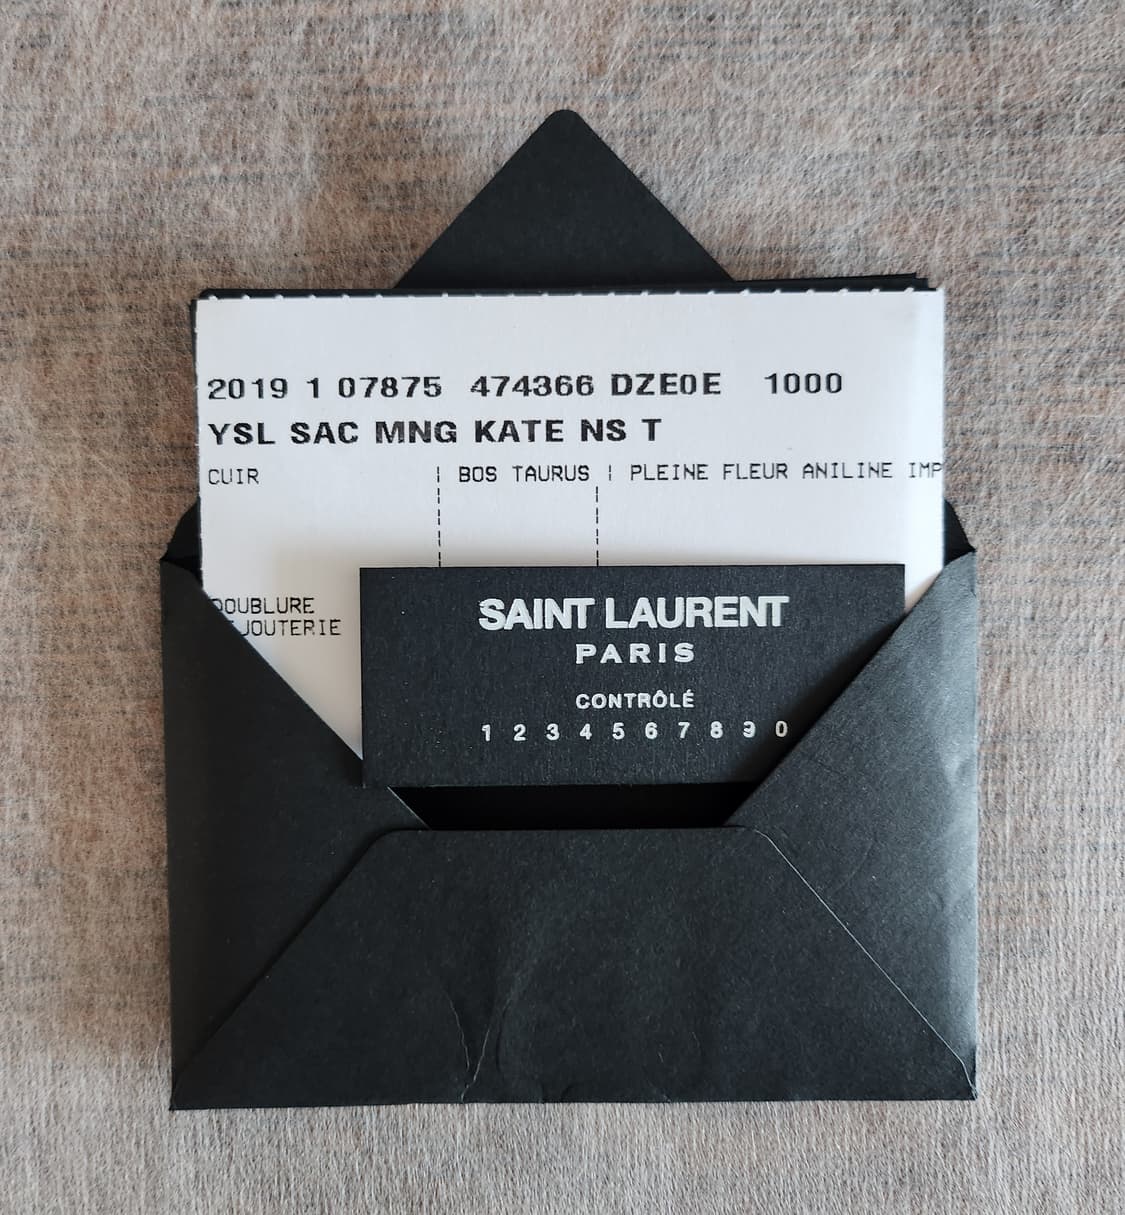 2019 1 07875 474366 DZE0E 1000
YSL SAC MNG KATE NS T
CUIR ¦ BOS TAURUS ¦ PLEINE FLEUR ANILINE IMP
DOUBLURE
JOUTERIE
SAINT LAURENT
PARIS
CONTRÔLÉ
1 2 3 4 5 6 7 8 9 0